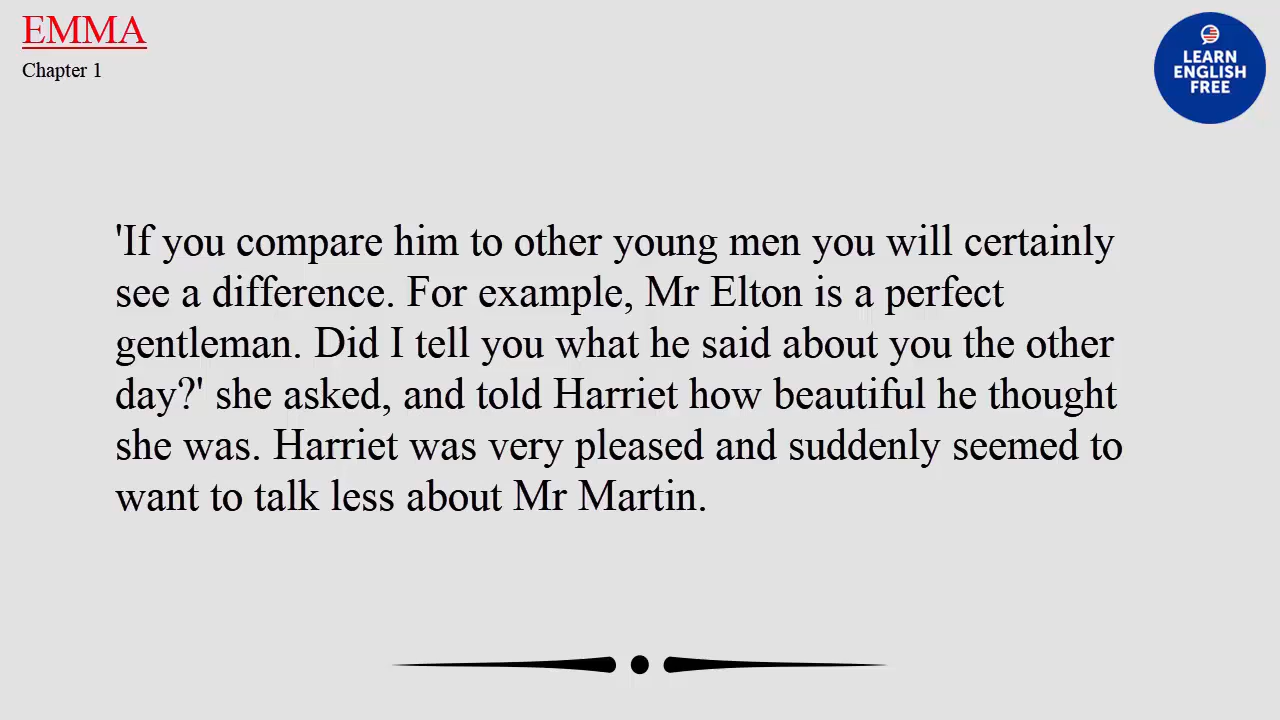 EMMA
Chapter 1
LEARN
ENGLISH
FREE
'If you compare him to other young men you will certainly
see a difference. For example, Mr Elton is a perfect
gentleman. Did I tell you what he said about you the other
day?' she asked, and told Harriet how beautiful he thought
she was. Harriet was very pleased and suddenly seemed to
want to talk less about Mr Martin.